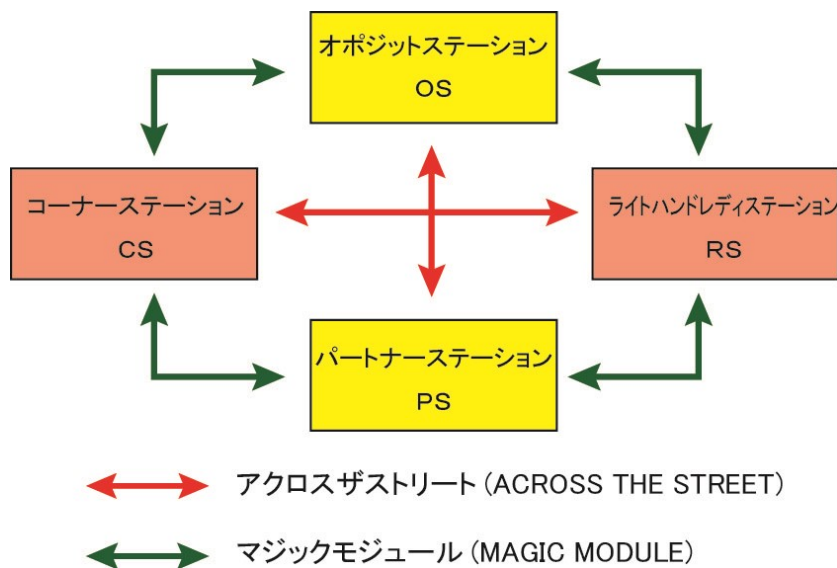 オポジットステーション
OS
コーナーステーション
CS
ライトハンドレディステーション
RS
パートナーステーション
PS
アクロスザストリート (ACROSS THE STREET)
マジックモジュール (MAGIC MODULE)